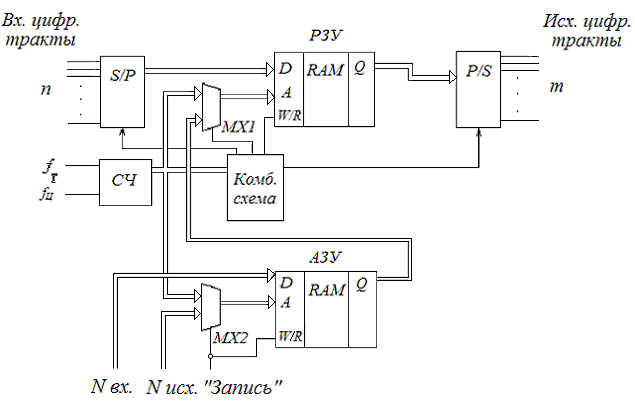 Вх. цифр.
тракты
Исх. цифр.
тракты
РЗУ
S/P
D
RAM
Q
P/S
n
A
m
W/R
MX1
f т
СЧ
Комб.
схема
fц
АЗУ
D
Q
A
RAM
MX2
W/R
N вх.
N исх.
"Запись"